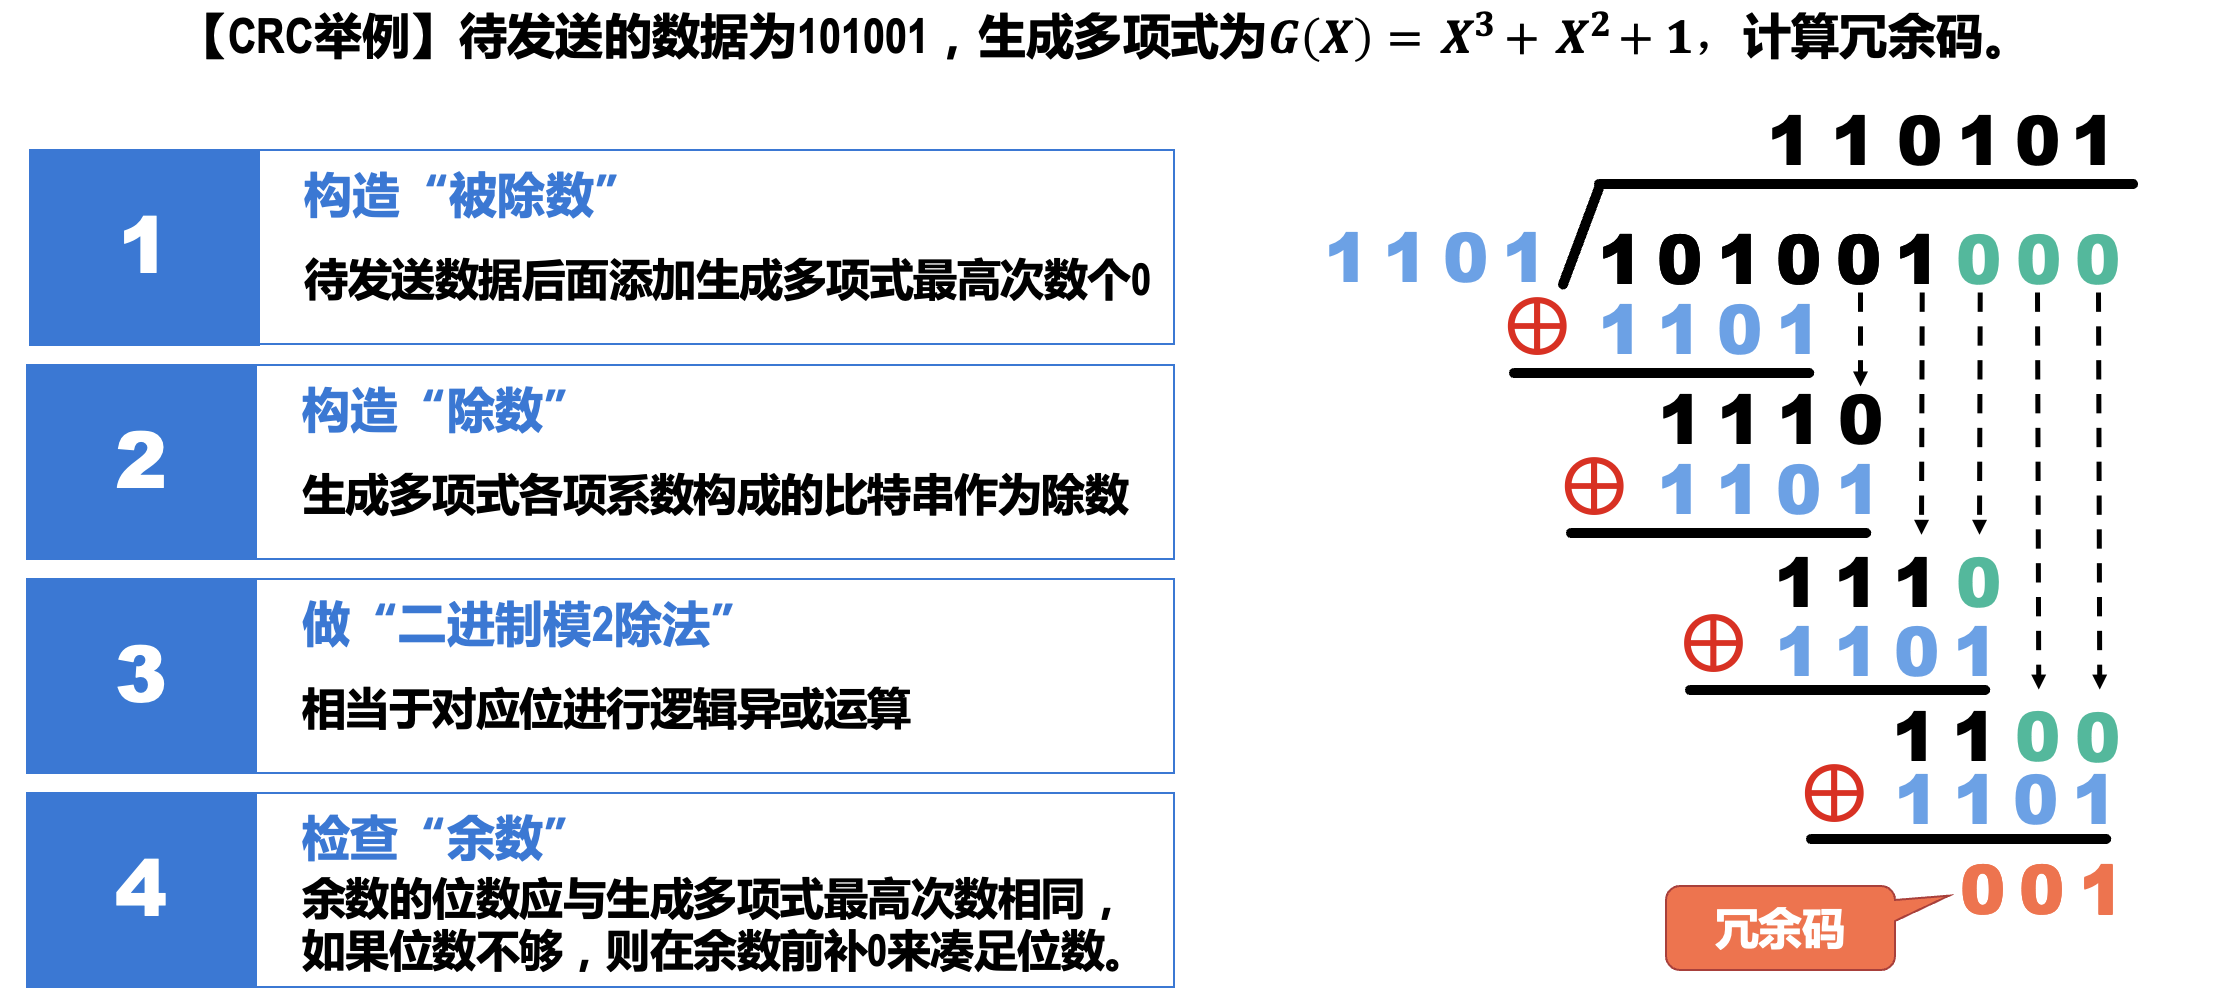 【CRC举例】待发送的数据为101001，生成多项式为G(X) = X³ + X² + 1，计算冗余码。
1
构造“被除数”
待发送数据后面添加生成多项式最高次数个0
2
构造“除数”
生成多项式各项系数构成的比特串作为除数
3
做“二进制模2除法”
相当于对应位进行逻辑异或运算
4
检查“余数”
余数的位数应与生成多项式最高次数相同，
如果位数不够，则在余数前补0来凑足位数。
1 1 0 1 0 1
1 1 0 1 1 0 1 0 0 1 0 0 0
⊕ 1 1 0 1
1 1 1 0
⊕ 1 1 0 1
1 1 1 0
⊕ 1 1 0 1
1 1 0 0
⊕ 1 1 0 1
0 0 1
冗余码